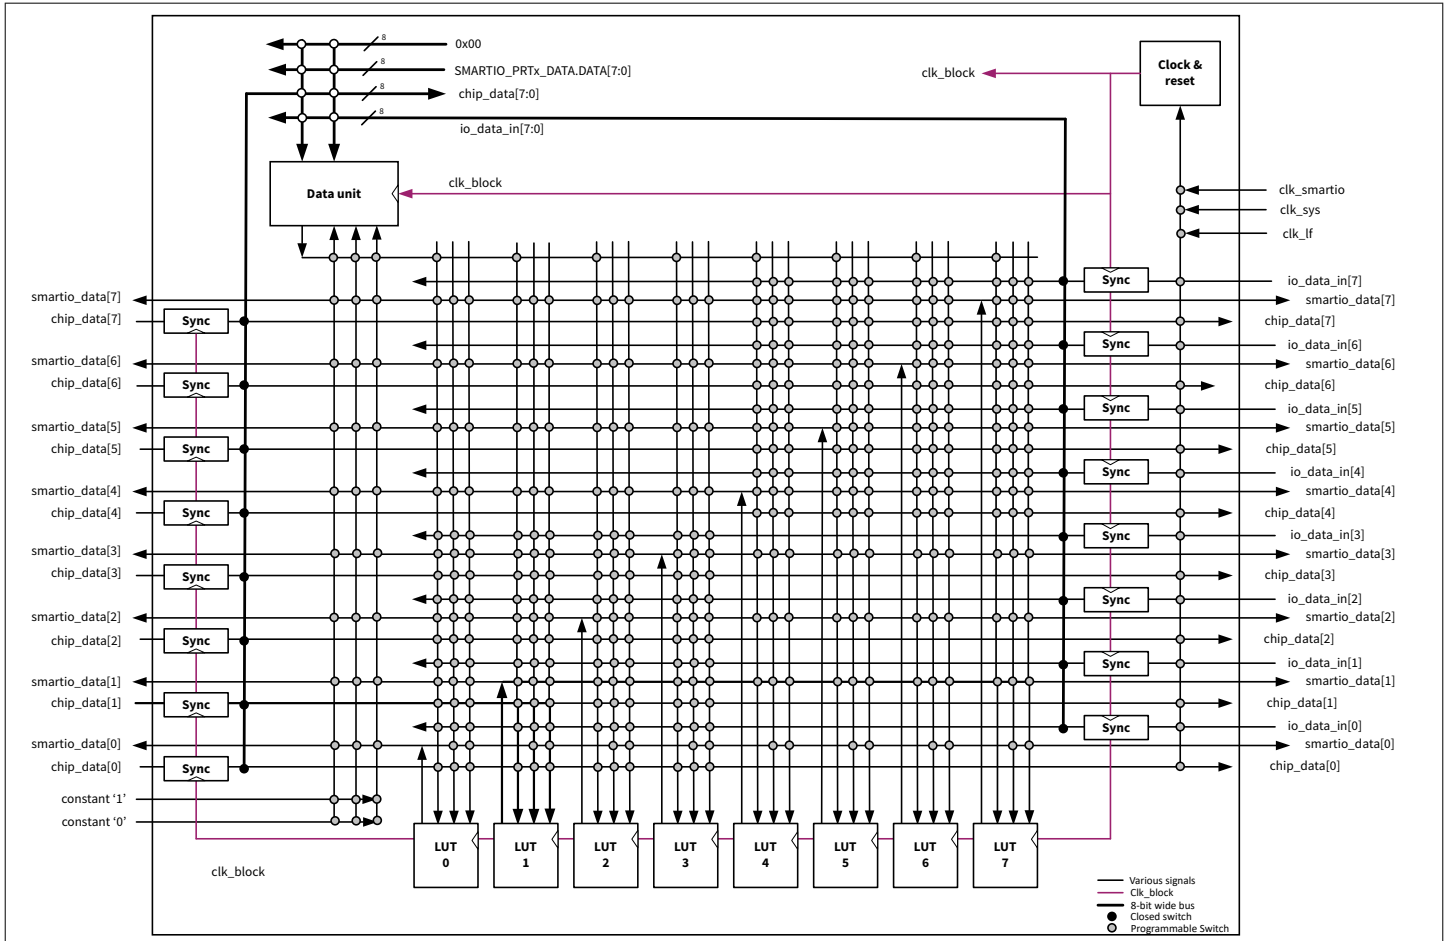 8
0x00
8
SMARTIO_PRTx_DATA.DATA[7:0]
8
chip_data[7:0]
8
io_data_in[7:0]
clk_block
Clock &
reset
Data unit
clk_block
clk_smartio
clk_sys
clk_lf
smartio_data[7]
chip_data[7]
Sync
smartio_data[6]
chip_data[6]
Sync
smartio_data[5]
chip_data[5]
Sync
smartio_data[4]
chip_data[4]
Sync
smartio_data[3]
chip_data[3]
Sync
smartio_data[2]
chip_data[2]
Sync
smartio_data[1]
chip_data[1]
Sync
smartio_data[0]
chip_data[0]
Sync
constant ‘1’
constant ‘0’
Sync
io_data_in[7]
smartio_data[7]
chip_data[7]
Sync
io_data_in[6]
smartio_data[6]
chip_data[6]
Sync
io_data_in[5]
smartio_data[5]
chip_data[5]
Sync
io_data_in[4]
smartio_data[4]
chip_data[4]
Sync
io_data_in[3]
smartio_data[3]
chip_data[3]
Sync
io_data_in[2]
smartio_data[2]
chip_data[2]
Sync
io_data_in[1]
smartio_data[1]
chip_data[1]
Sync
io_data_in[0]
smartio_data[0]
chip_data[0]
LUT
0
LUT
1
LUT
2
LUT
3
LUT
4
LUT
5
LUT
6
LUT
7
clk_block
Various signals
Clk_block
8-bit wide bus
Closed switch
Programmable Switch